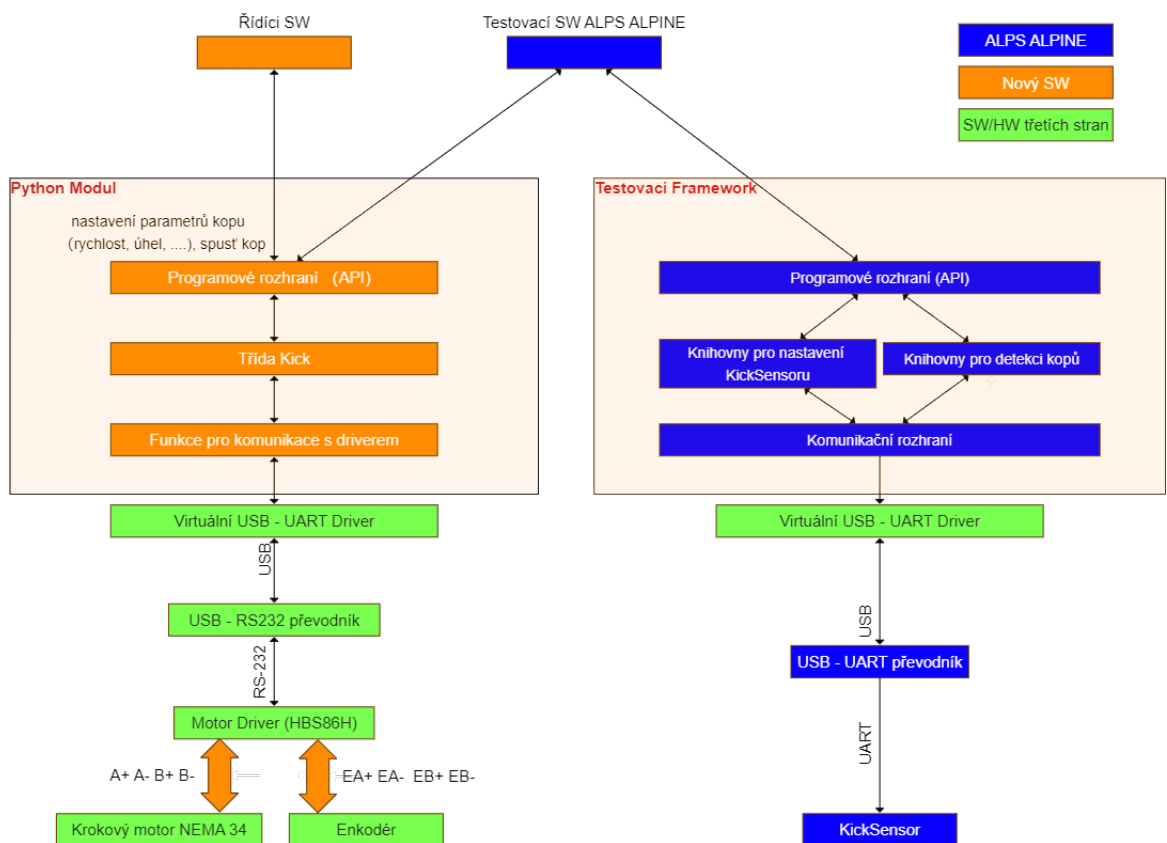 Řídíci SW
Testovací SW ALPS ALPINE
ALPS ALPINE
Nový SW
SW/HW třetích stran
Python Modul
nastavení parametrů kopu
(rychlost, úhel, ....), spusť kop
Programové rozhraní (API)
Třída Kick
Funkce pro komunikace s driverem
Virtuální USB - UART Driver
USB
USB - RS232 převodník
RS-232
Motor Driver (HBS86H)
A+ A- B+ B-
EA+ EA- EB+ EB-
Krokový motor NEMA 34
Enkodér
Testovací Framework
Programové rozhraní (API)
Knihovny pro nastavení
KickSensoru
Knihovny pro detekci kopů
Komunikační rozhraní
Virtuální USB - UART Driver
USB
USB - UART převodník
UART
KickSensor